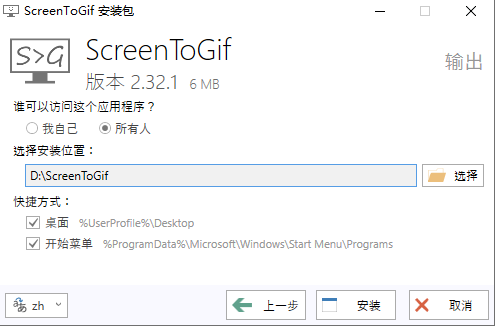 ScreenToGif 安装包
S>G
ScreenToGif
版本 2.32.1 6 MB
输出
谁可以访问这个应用程序？
我自己 所有人
选择安装位置：
D:\ScreenToGif 选择
快捷方式：
桌面 %UserProfile%\Desktop
开始菜单 %ProgramData%\Microsoft\Windows\Start Menu\Programs
zh 上一步 安装 取消